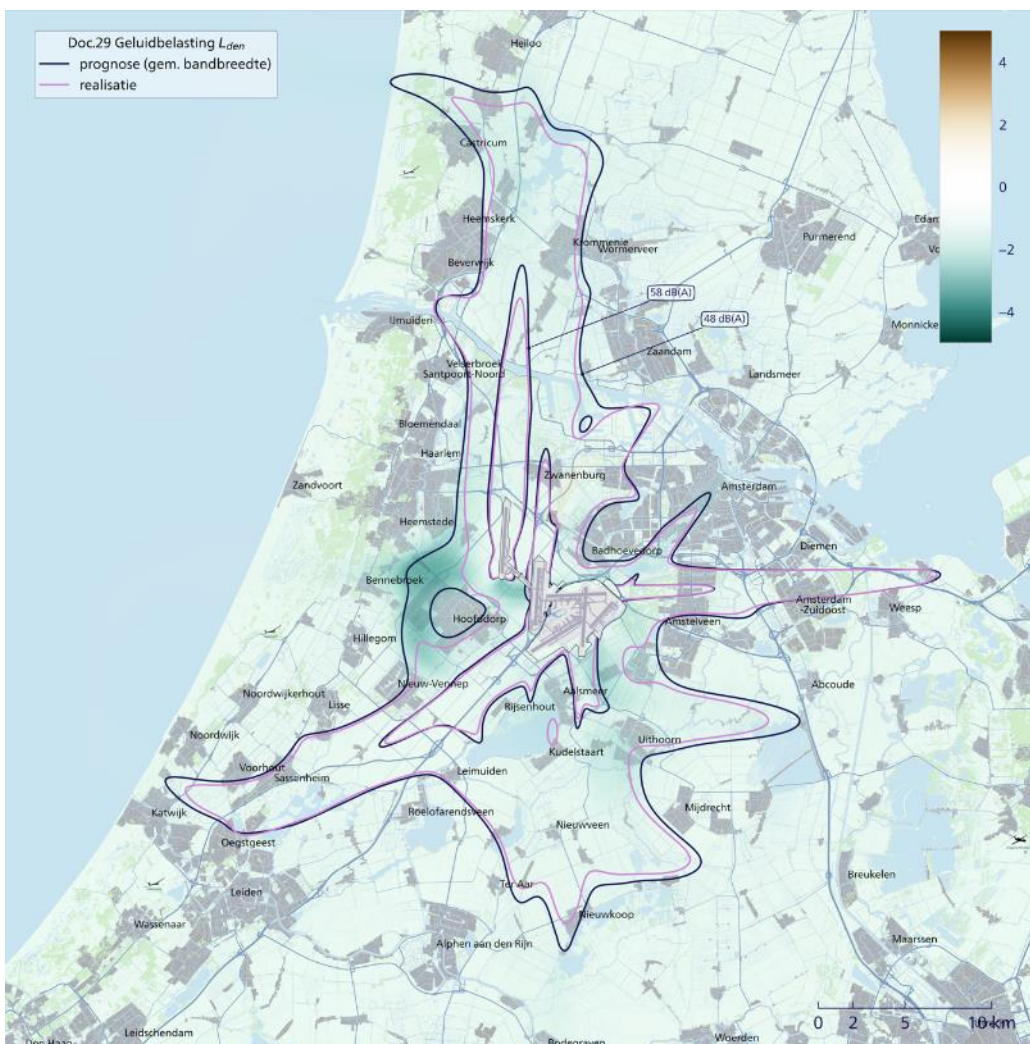 Doc.29 Geluidbelasting Lden
prognose (gem. bandbreedte)
realisatie
4
2
0
−2
−4
Heiloo
Castricum
Heemskerk
Krommenie
Wormerveer
Purmerend
Beverwijk
58 dB(A)
48 dB(A)
IJmuiden
Monnicke
Zaandam
Velserbroek
Santpoort-Noord
Landsmeer
Bloemendaal
Haarlem
Zwanenburg
Zandvoort
Amsterdam
Heemstede
Badhoevedorp
Diemen
Bennebroek
Amsterdam
-Zuidoost
Weesp
Hoofddorp
Amstelveen
Hillegom
Nieuw-Vennep
Abcoude
Noordwijkerhout
Lisse
Rijsenhout
Aalsmeer
Noordwijk
Uithoorn
Kudelstaart
Voorhout
Sassenheim
Leimuiden
Katwijk
Roelofarendsveen
Mijdrecht
Oegstgeest
Nieuwveen
Leiden
Ter Aar
Breukelen
Nieuwkoop
Wassenaar
Alphen aan den Rijn
Maarssen
Leidschendam
Woerden
Bodegraven
Den Haag
0 2 5 10 km